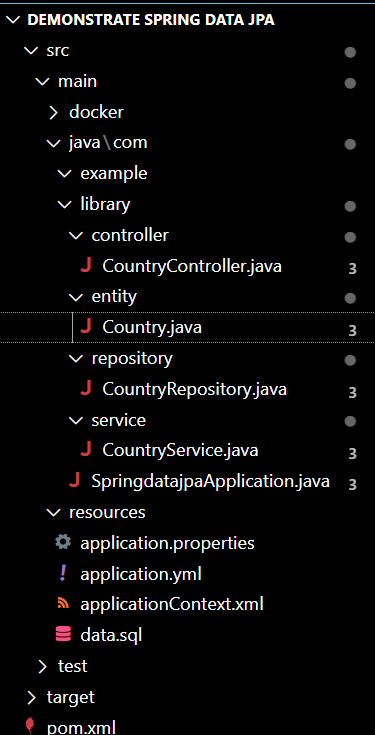 DEMONSTRATE SPRING DATA JPA
src
main
docker
java\com
example
library
controller
CountryController.java 3
entity
Country.java 3
repository
CountryRepository.java 3
service
CountryService.java 3
SpringdatajpaApplication.java 3
resources
application.properties
! application.yml
applicationContext.xml
data.sql
test
target
pom.xml